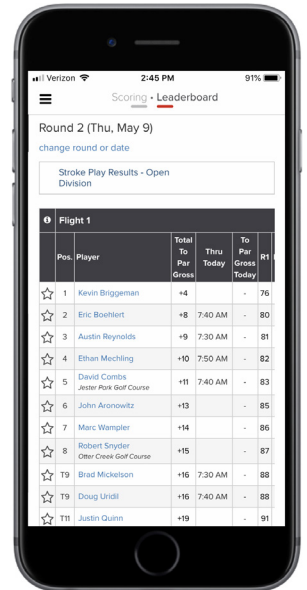 Verizon 2:45 PM 91%
Scoring • Leaderboard
Round 2 (Thu, May 9)
change round or date
Stroke Play Results - Open
Division
Flight 1
Pos. Player Total To Par Gross Thru Today To Par Gross Today R1
1 Kevin Briggeman +4 - 76
2 Eric Boehlert +8 7:40 AM - 80
3 Austin Reynolds +9 7:30 AM - 81
4 Ethan Mechling +10 7:50 AM - 82
5 David Combs +11 7:40 AM - 83
Jester Park Golf Course
6 John Aronowitz +13 - 85
7 Marc Wampler +14 - 86
8 Robert Snyder +15 - 87
Otter Creek Golf Course
T9 Brad Mickelson +16 7:30 AM - 88
T9 Doug Uridil +16 7:40 AM - 88
T11 Justin Quinn +19 - 91